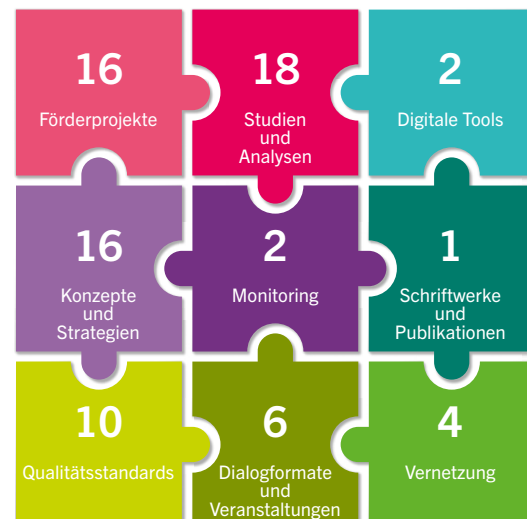 16
Förderprojekte
18
Studien
und
Analysen
2
Digitale Tools
16
Konzepte
und
Strategien
2
Monitoring
1
Schriftwerke
und
Publikationen
10
Qualitätsstandards
6
Dialogformate
und
Veranstaltungen
4
Vernetzung